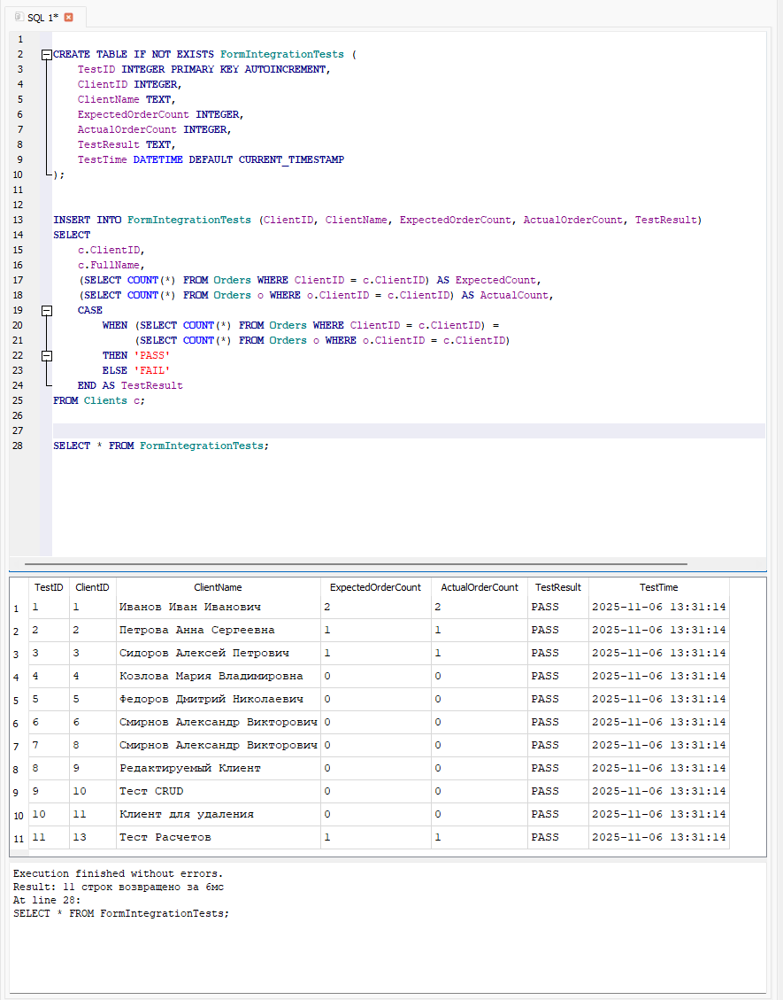 SQL 1*
1
2 CREATE TABLE IF NOT EXISTS FormIntegrationTests (
3 TestID INTEGER PRIMARY KEY AUTOINCREMENT,
4 ClientID INTEGER,
5 ClientName TEXT,
6 ExpectedOrderCount INTEGER,
7 ActualOrderCount INTEGER,
8 TestResult TEXT,
9 TestTime DATETIME DEFAULT CURRENT_TIMESTAMP
10 );
11
12
13 INSERT INTO FormIntegrationTests (ClientID, ClientName, ExpectedOrderCount, ActualOrderCount, TestResult)
14 SELECT
15 c.ClientID,
16 c.FullName,
17 (SELECT COUNT(*) FROM Orders WHERE ClientID = c.ClientID) AS ExpectedCount,
18 (SELECT COUNT(*) FROM Orders o WHERE o.ClientID = c.ClientID) AS ActualCount,
19 CASE
20 WHEN (SELECT COUNT(*) FROM Orders WHERE ClientID = c.ClientID) =
21 (SELECT COUNT(*) FROM Orders o WHERE o.ClientID = c.ClientID)
22 THEN 'PASS'
23 ELSE 'FAIL'
24 END AS TestResult
25 FROM Clients c;
26
27
28 SELECT * FROM FormIntegrationTests;
TestID ClientID ClientName ExpectedOrderCount ActualOrderCount TestResult TestTime
1 1 1 Иванов Иван Иванович 2 2 PASS 2025-11-06 13:31:14
2 2 2 Петрова Анна Сергеевна 1 1 PASS 2025-11-06 13:31:14
3 3 3 Сидоров Алексей Петрович 1 1 PASS 2025-11-06 13:31:14
4 4 4 Козлова Мария Владимировна 0 0 PASS 2025-11-06 13:31:14
5 5 5 Федоров Дмитрий Николаевич 0 0 PASS 2025-11-06 13:31:14
6 6 6 Смирнов Александр Викторович 0 0 PASS 2025-11-06 13:31:14
7 7 8 Смирнов Александр Викторович 0 0 PASS 2025-11-06 13:31:14
8 8 9 Редактируемый Клиент 0 0 PASS 2025-11-06 13:31:14
9 9 10 Тест CRUD 0 0 PASS 2025-11-06 13:31:14
10 10 11 Клиент для удаления 0 0 PASS 2025-11-06 13:31:14
11 11 13 Тест Расчетов 1 1 PASS 2025-11-06 13:31:14
Execution finished without errors.
Result: 11 строк возвращено за 6мс
At line 28:
SELECT * FROM FormIntegrationTests;